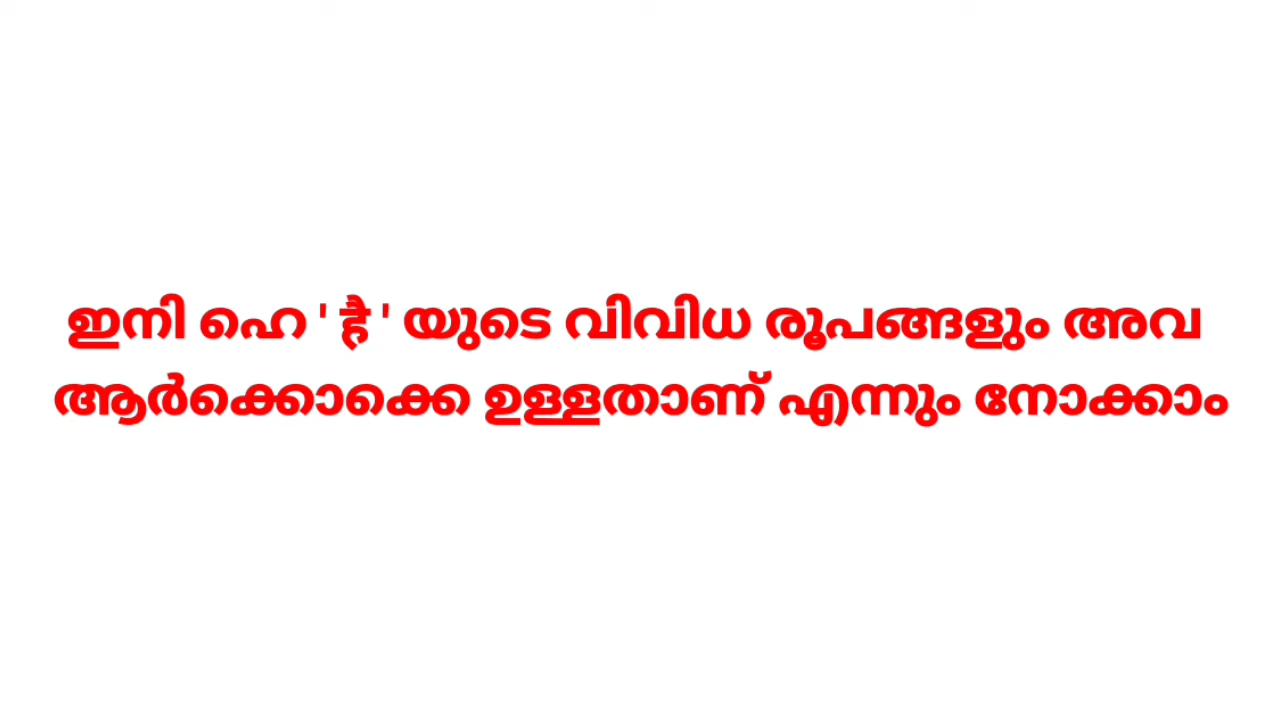 ഇനി ഹെ ' है ' യുടെ വിവിധ രൂപങ്ങളും അവ
ആർക്കൊക്കെ ഉള്ളതാണ് എന്നും നോക്കാം